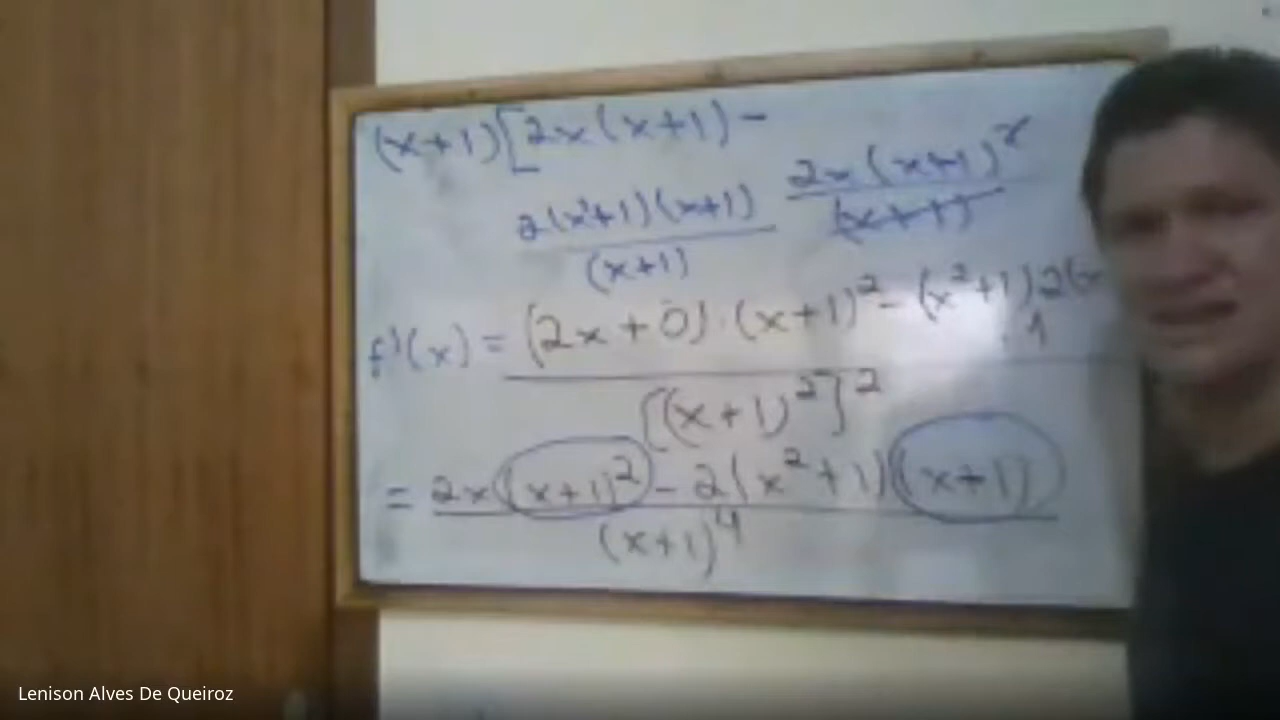 (x+1)[2x(x+1) -
2(x²+1)(x+1) / (x+1)   2x(x+1)² / (x+1)
f'(x) = (2x+0)·(x+1)² - (x²+1)2(x
1
[(x+1)²]²
= 2x(x+1)² - 2(x²+1)(x+1)
(x+1)⁴
Lenison Alves De Queiroz